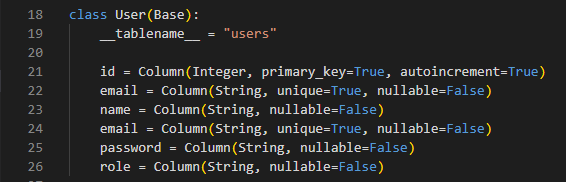 18 class User(Base):
19     __tablename__ = "users"
20
21     id = Column(Integer, primary_key=True, autoincrement=True)
22     email = Column(String, unique=True, nullable=False)
23     name = Column(String, nullable=False)
24     email = Column(String, unique=True, nullable=False)
25     password = Column(String, nullable=False)
26     role = Column(String, nullable=False)